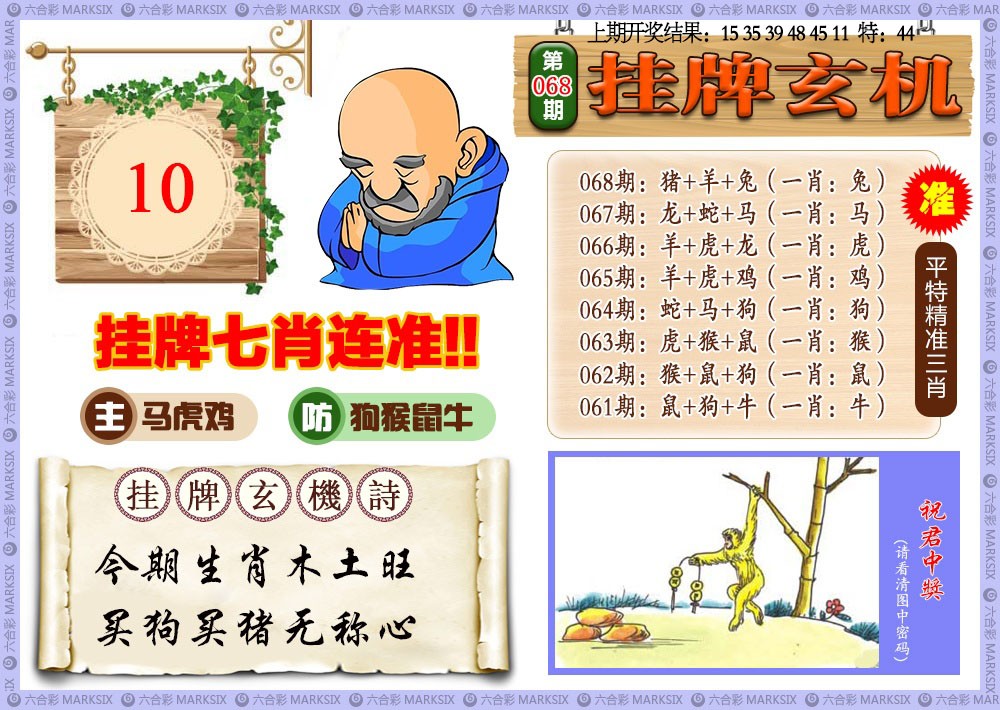 上期开奖结果：15 35 39 48 45 11 特：44
第
068
期
挂牌玄机
10
068期：猪+羊+兔（一肖：兔）
067期：龙+蛇+马（一肖：马）
066期：羊+虎+龙（一肖：虎）
065期：羊+虎+鸡（一肖：鸡）
064期：蛇+马+狗（一肖：狗）
063期：虎+猴+鼠（一肖：猴）
062期：猴+鼠+狗（一肖：鼠）
061期：鼠+狗+牛（一肖：牛）
准
平特精准三肖
挂牌七肖连准!!
主 马虎鸡
防 狗猴鼠牛
挂牌玄機詩
今期生肖木土旺
买狗买猪无称心
祝君中獎
（请看清图中密码）
六合彩 MARKSIX